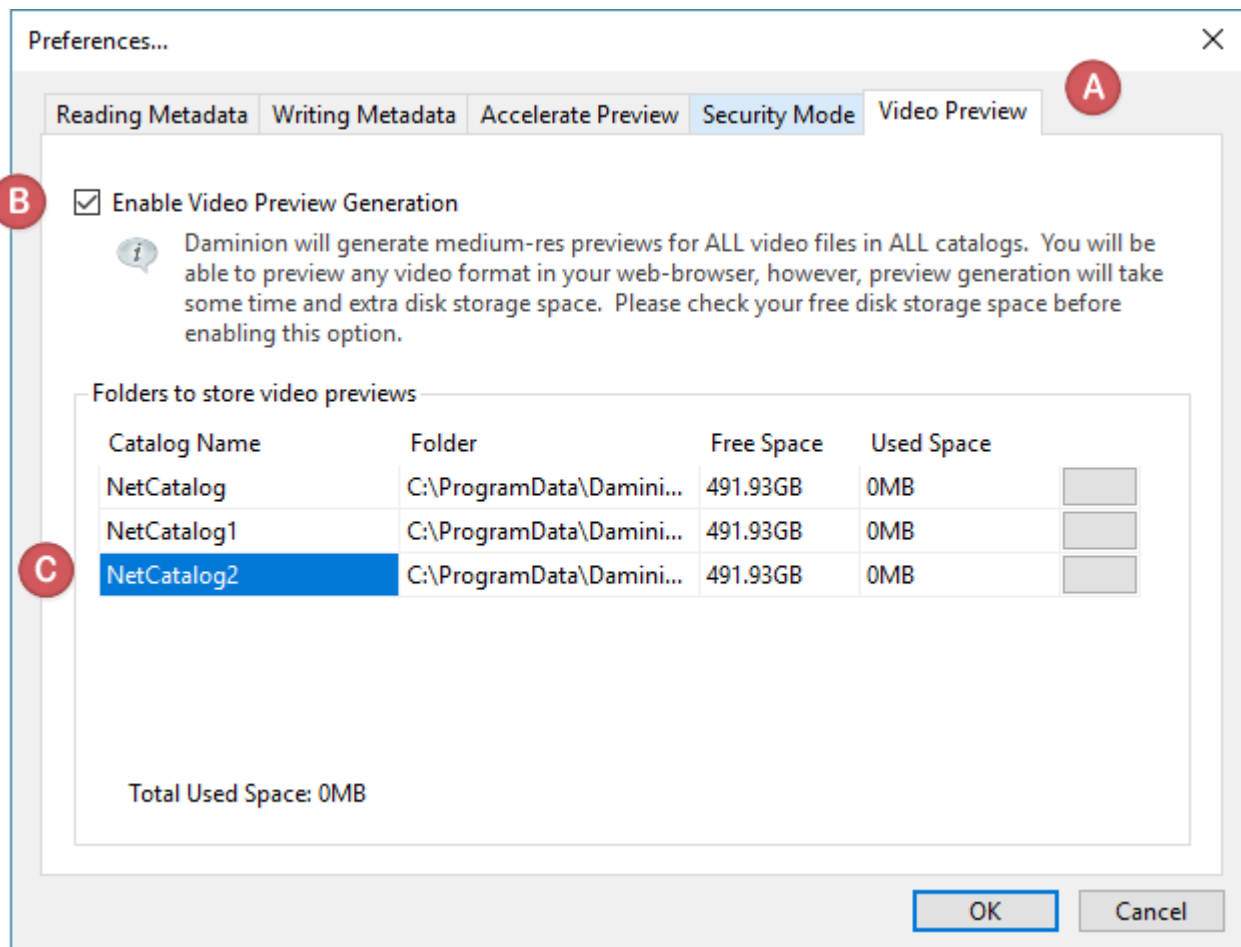 Preferences...
A
Reading Metadata Writing Metadata Accelerate Preview Security Mode Video Preview
B
Enable Video Preview Generation
i
Daminion will generate medium-res previews for ALL video files in ALL catalogs. You will be
able to preview any video format in your web-browser, however, preview generation will take
some time and extra disk storage space. Please check your free disk storage space before
enabling this option.
Folders to store video previews
Catalog Name Folder Free Space Used Space
NetCatalog C:\ProgramData\Damini... 491.93GB 0MB
NetCatalog1 C:\ProgramData\Damini... 491.93GB 0MB
C
NetCatalog2 C:\ProgramData\Damini... 491.93GB 0MB
Total Used Space: 0MB
OK Cancel